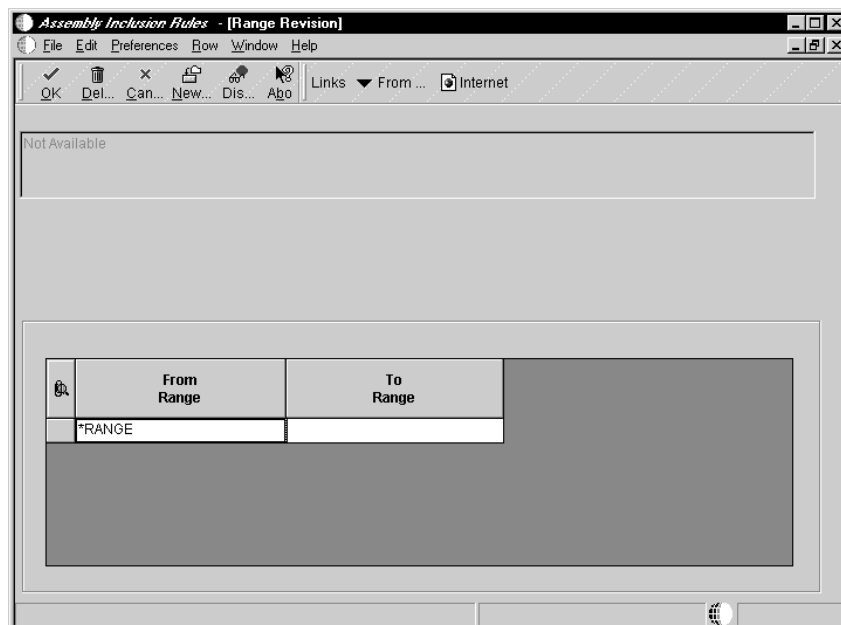 Assembly Inclusion Rules - [Range Revision]
File Edit Preferences Row Window Help
OK Del... Can... New... Dis... Abo Links From ... Internet
Not Available
From Range To Range
*RANGE